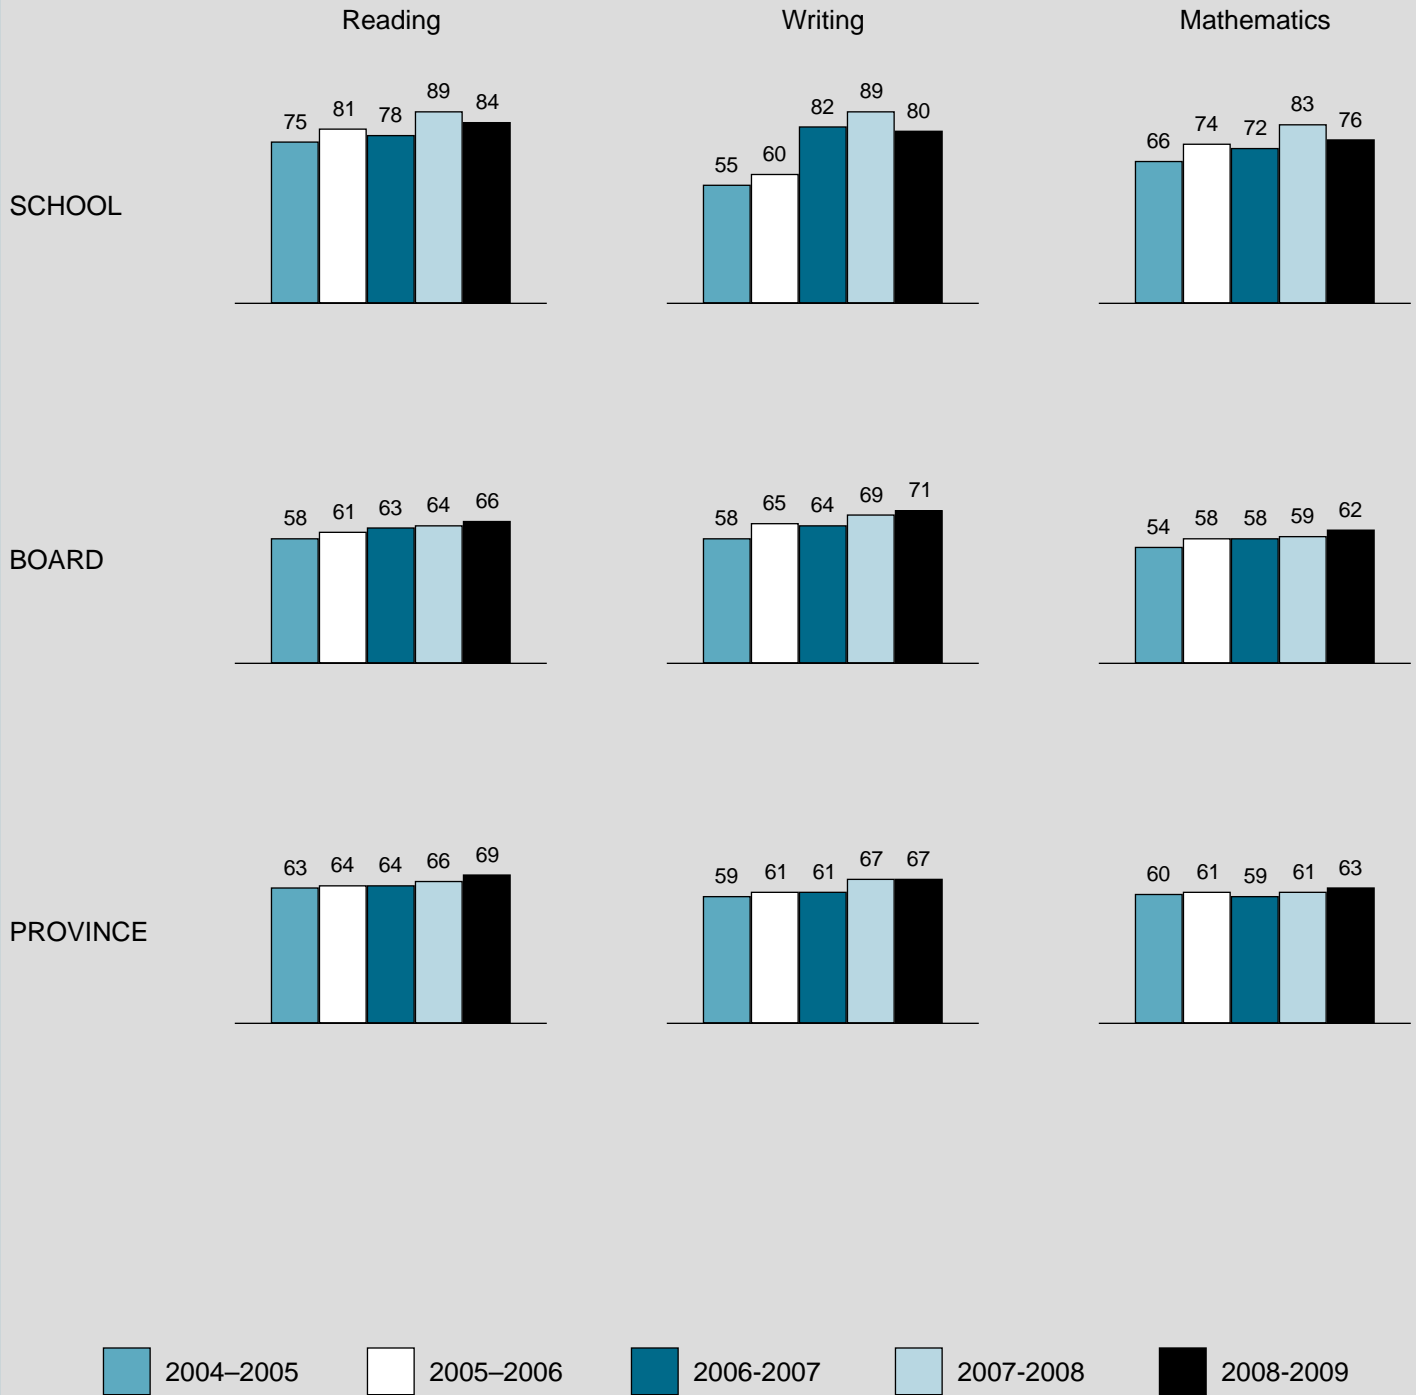 Reading Writing Mathematics
75 81 78 89 84
55 60 82 89 80
66 74 72 83 76
SCHOOL
58 61 63 64 66
58 65 64 69 71
54 58 58 59 62
BOARD
63 64 64 66 69
59 61 61 67 67
60 61 59 61 63
PROVINCE
2004–2005 2005–2006 2006-2007 2007-2008 2008-2009